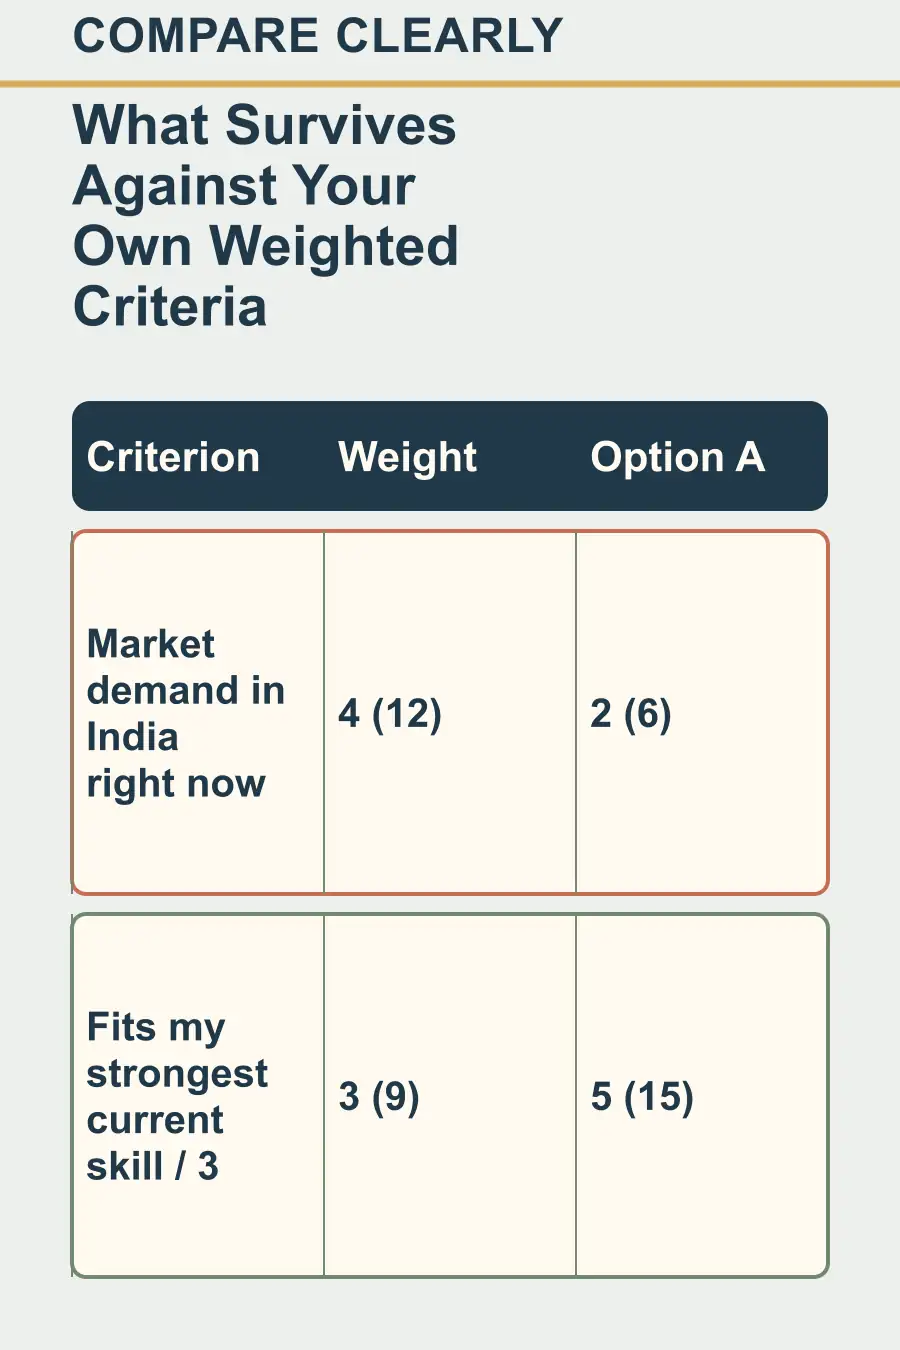 COMPARE CLEARLY
What Survives
Against Your
Own Weighted
Criteria
Criterion Weight Option A
Market
demand in
India
right now
4 (12) 2 (6)
Fits my
strongest
current
skill / 3
3 (9) 5 (15)